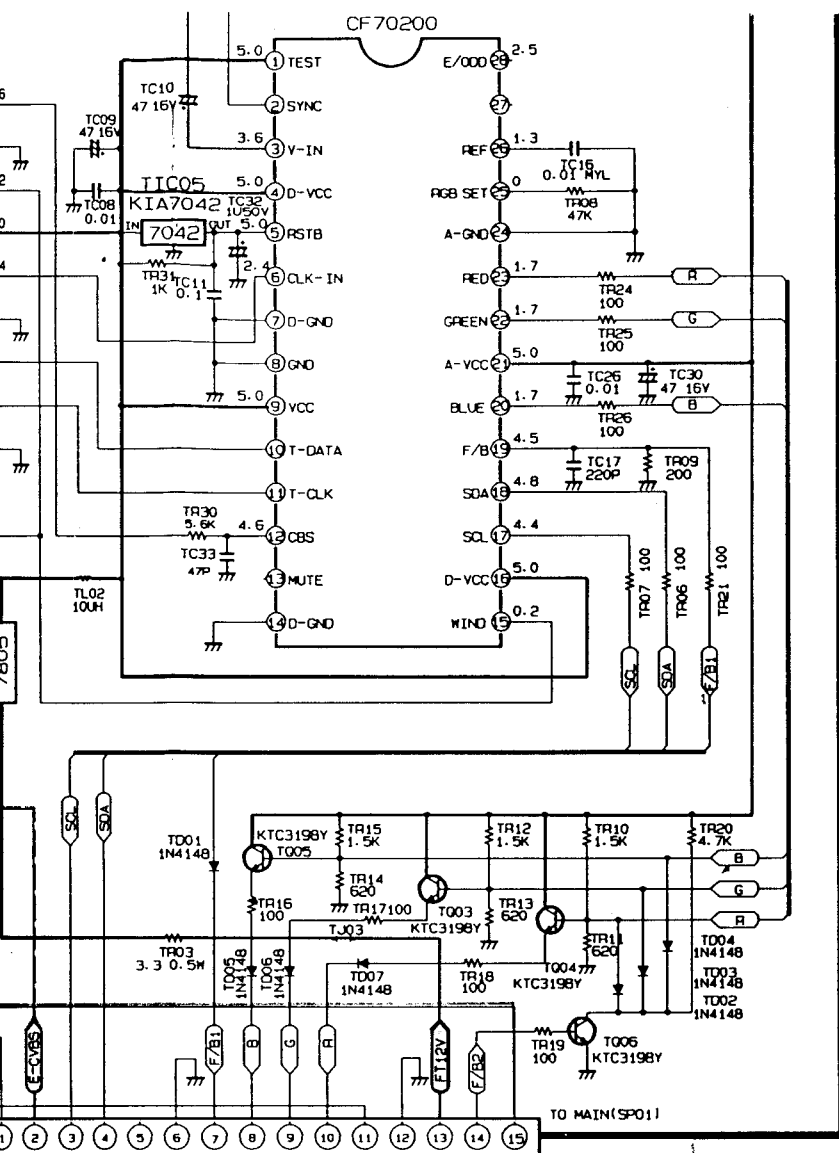 CF70200
5.0 1 TEST
E/ODD 28 2.5
TC10
47 16V
2 SYNC
27
TC09
47 16V
3.6 3 V-IN
REF 26 1.3
TC16
0.01 MYL
5.0 4 D-VCC
RGB SET 25 0
TR08
47K
TC08
0.01
TIC05
KIA7042
TC32
1U50V
IN 7042 OUT 5.0 5 RSTB
A-GND 24
TR31
1K
TC11
0.1
2.4 6 CLK-IN
RED 23 1.7
TR24
100
R
7 D-GND
GREEN 22 1.7
TR25
100
G
8 GND
A-VCC 21 5.0
TC26
0.01
TC30
47 16V
5.0 9 VCC
BLUE 20 1.7
TR26
100
B
10 T-DATA
F/B 19 4.5
TC17
220P
TR09
200
11 T-CLK
SDA 18 4.8
TR30
5.6K
4.6 12 CBS
SCL 17 4.4
TC33
47P
13 MUTE
D-VCC 16 5.0
TR07 100
TR06 100
TR21 100
TL02
10UH
14 D-GND
WIND 15 0.2
7805
SCL
SDA
F/B1
SCL
SDA
TD01
1N4148
KTC3198Y
TQ05
TR15
1.5K
TR12
1.5K
TR10
1.5K
TR20
4.7K
B
TR14
620
G
TR16
100
TR17 100
TQ03
KTC3198Y
TR13
620
R
TJ03
TR11
620
TR03
3.3 0.5W
TD05
1N4148
TD06
1N4148
TD07
1N4148
TR18
100
TQ04
KTC3198Y
TD04
1N4148
TD03
1N4148
TD02
1N4148
E-CVBS
F/B1
B
G
R
FT12V
F/B2
TR19
100
TQ06
KTC3198Y
TO MAIN(SP01)
1 2 3 4 5 6 7 8 9 10 11 12 13 14 15